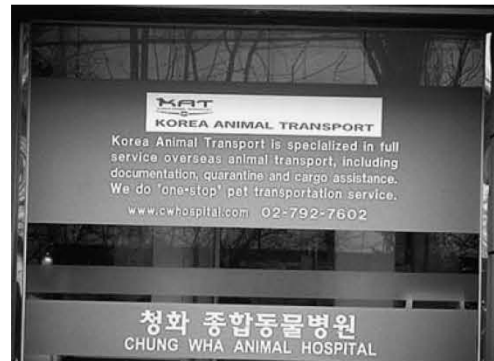 KAT
KOREA ANIMAL TRANSPORT
Korea Animal Transport is specialized in full
service overseas animal transport, including
documentation, quarantine and cargo assistance.
We do 'one-stop' pet transportation service.
www.cwhospital.com 02-792-7602
청화 종합동물병원
CHUNG WHA ANIMAL HOSPITAL